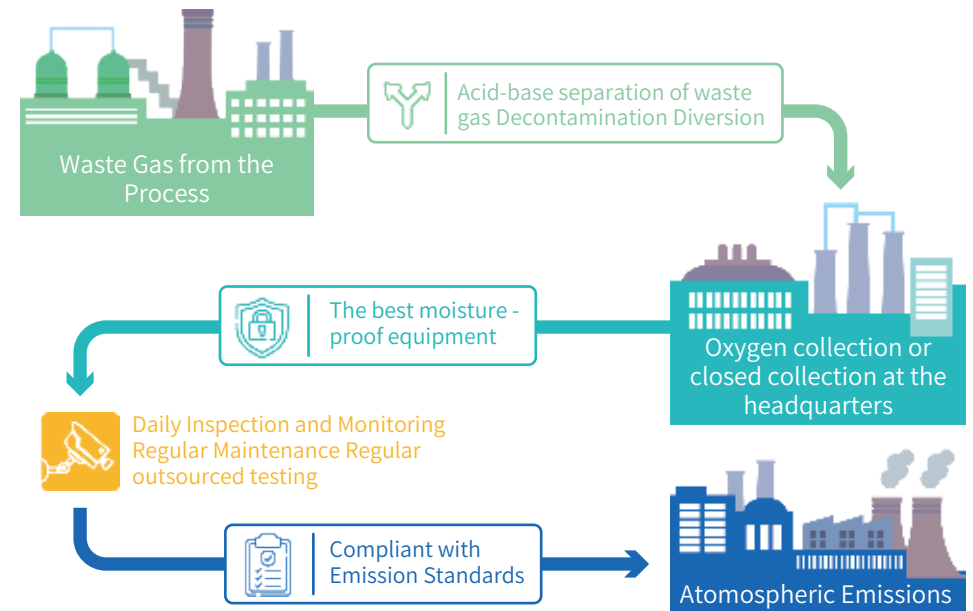 Acid-base separation of waste
gas Decontamination Diversion
Waste Gas from the
Process
The best moisture -
proof equipment
Oxygen collection or
closed collection at the
headquarters
Daily Inspection and Monitoring
Regular Maintenance Regular
outsourced testing
Compliant with
Emission Standards
Atomospheric Emissions